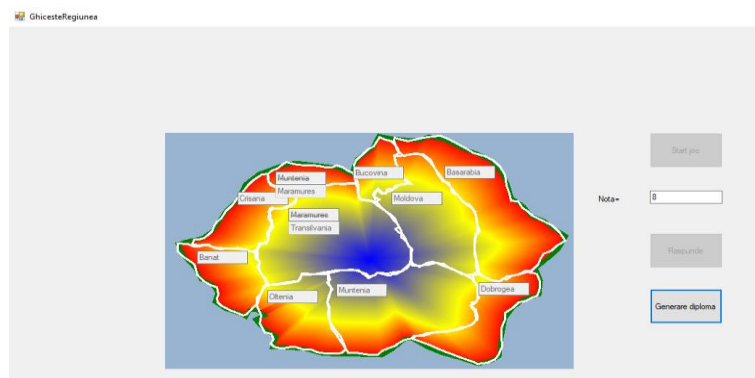 GhicesteRegiunea
Start joc
Muntenia
Bucovina
Basarabia
Maramures
Crisana
Moldova
Nota=
8
Maramures
Transilvania
Raspunde
Banat
Oltenia
Muntenia
Dobrogea
Generare diploma